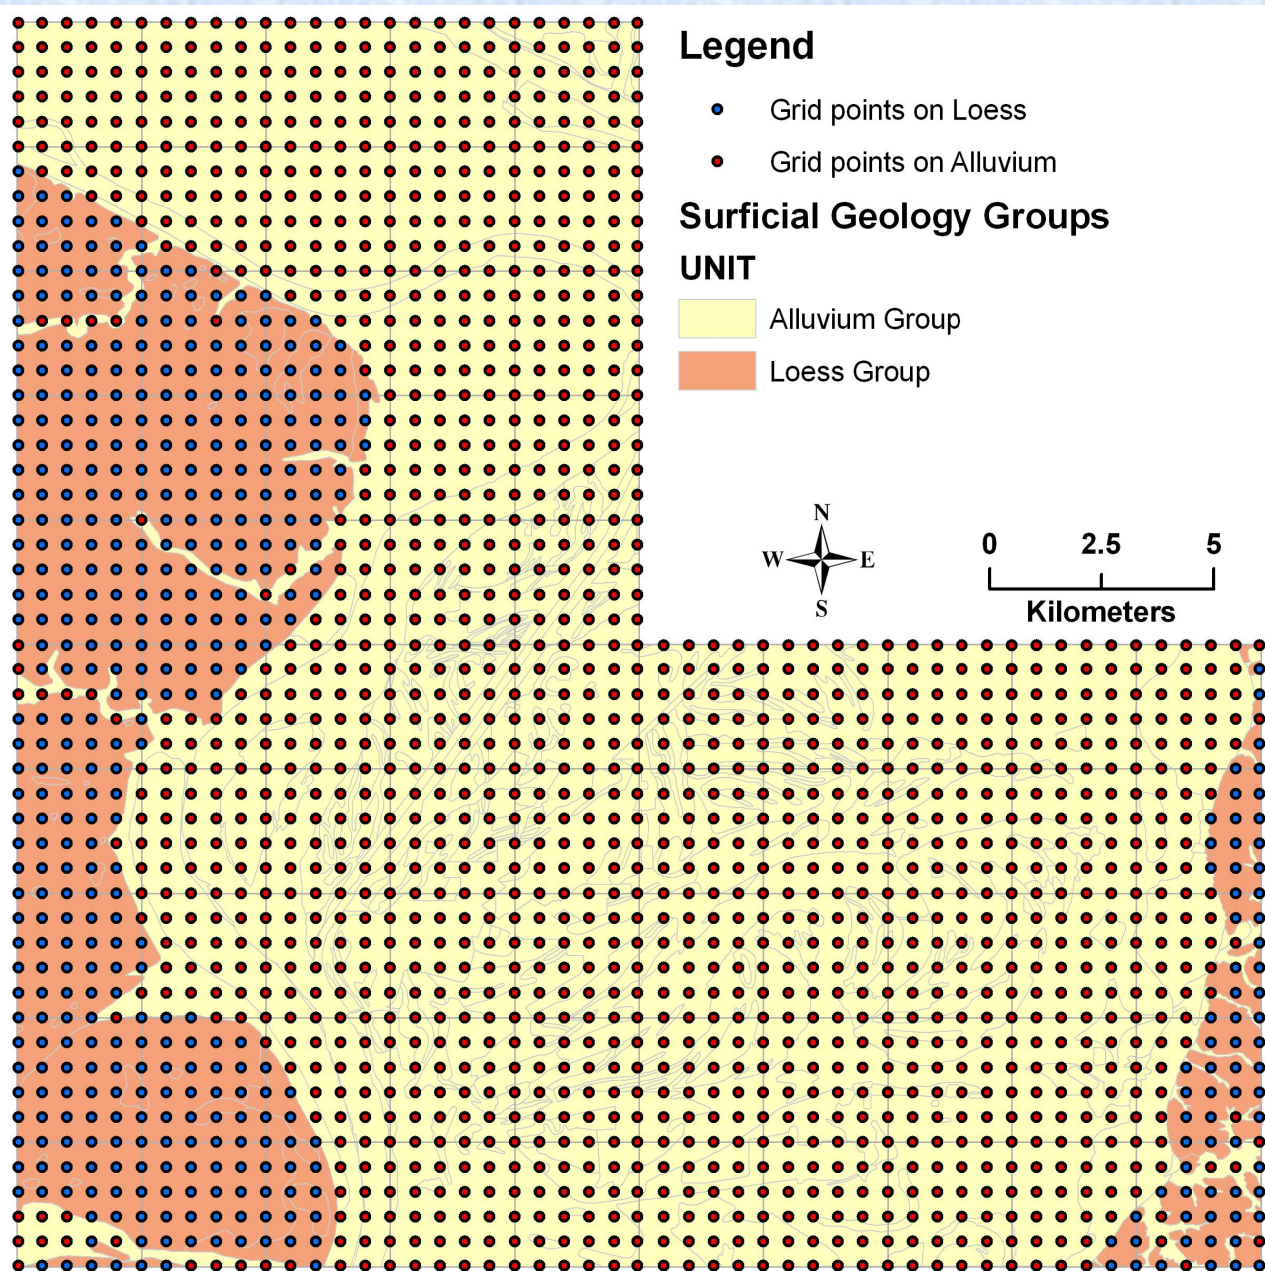 Legend
Grid points on Loess
Grid points on Alluvium
Surficial Geology Groups
UNIT
Alluvium Group
Loess Group
N
W E
S
0 2.5 5
Kilometers